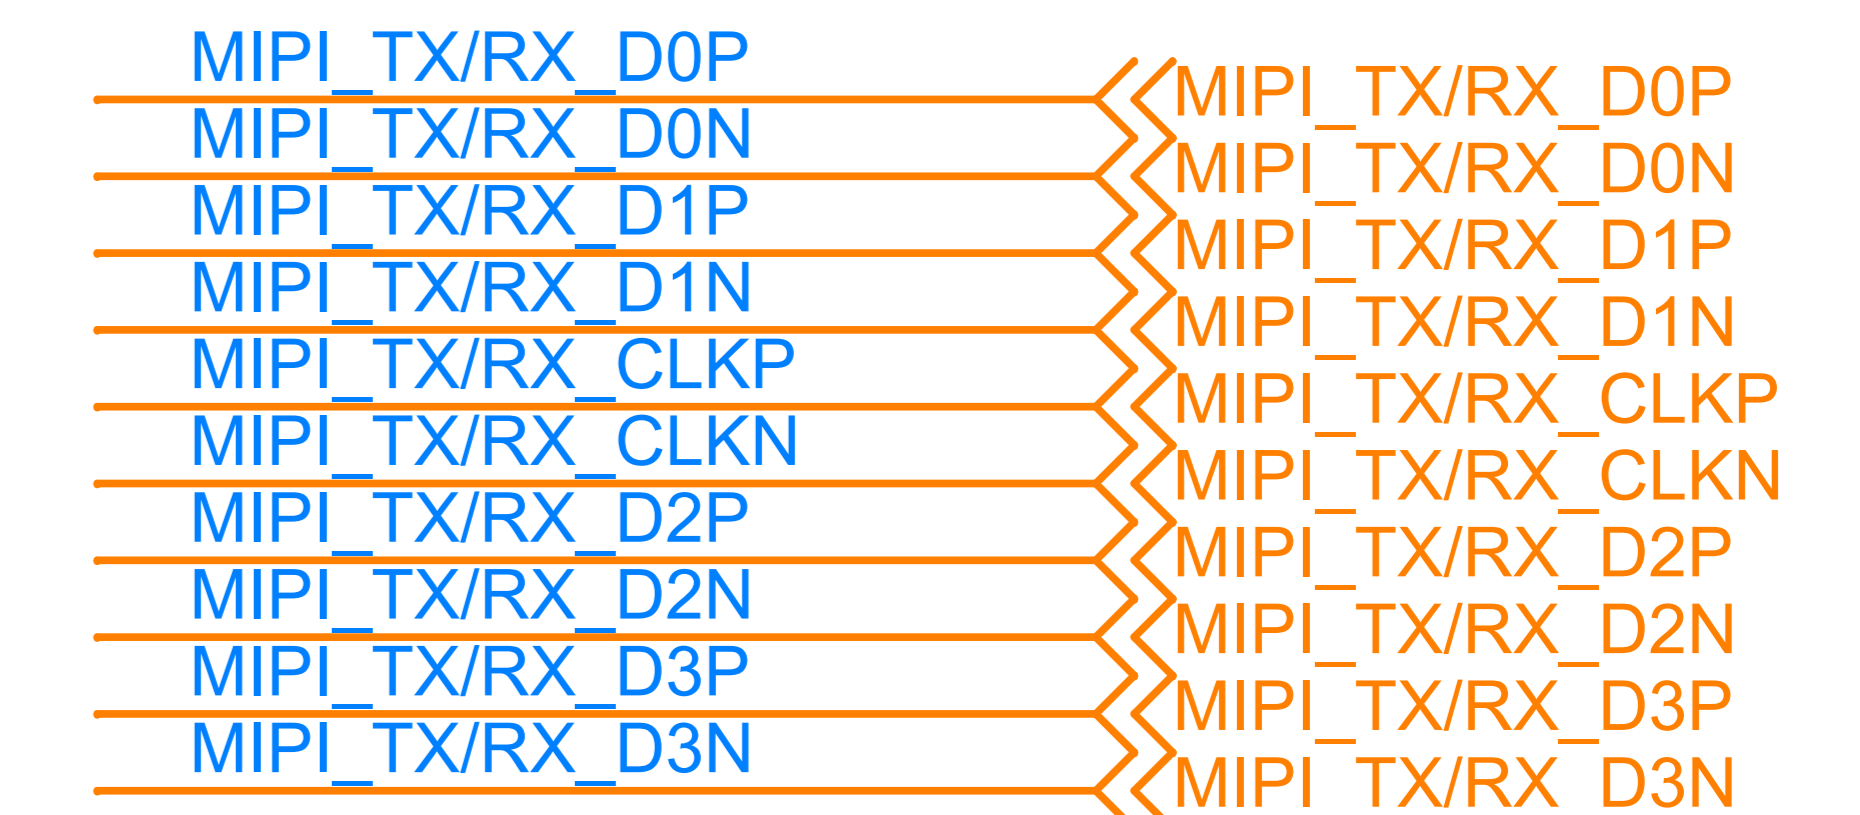 MIPI_TX/RX_D0P MIPI_TX/RX_D0P
MIPI_TX/RX_D0N MIPI_TX/RX_D0N
MIPI_TX/RX_D1P MIPI_TX/RX_D1P
MIPI_TX/RX_D1N MIPI_TX/RX_D1N
MIPI_TX/RX_CLKP MIPI_TX/RX_CLKP
MIPI_TX/RX_CLKN MIPI_TX/RX_CLKN
MIPI_TX/RX_D2P MIPI_TX/RX_D2P
MIPI_TX/RX_D2N MIPI_TX/RX_D2N
MIPI_TX/RX_D3P MIPI_TX/RX_D3P
MIPI_TX/RX_D3N MIPI_TX/RX_D3N